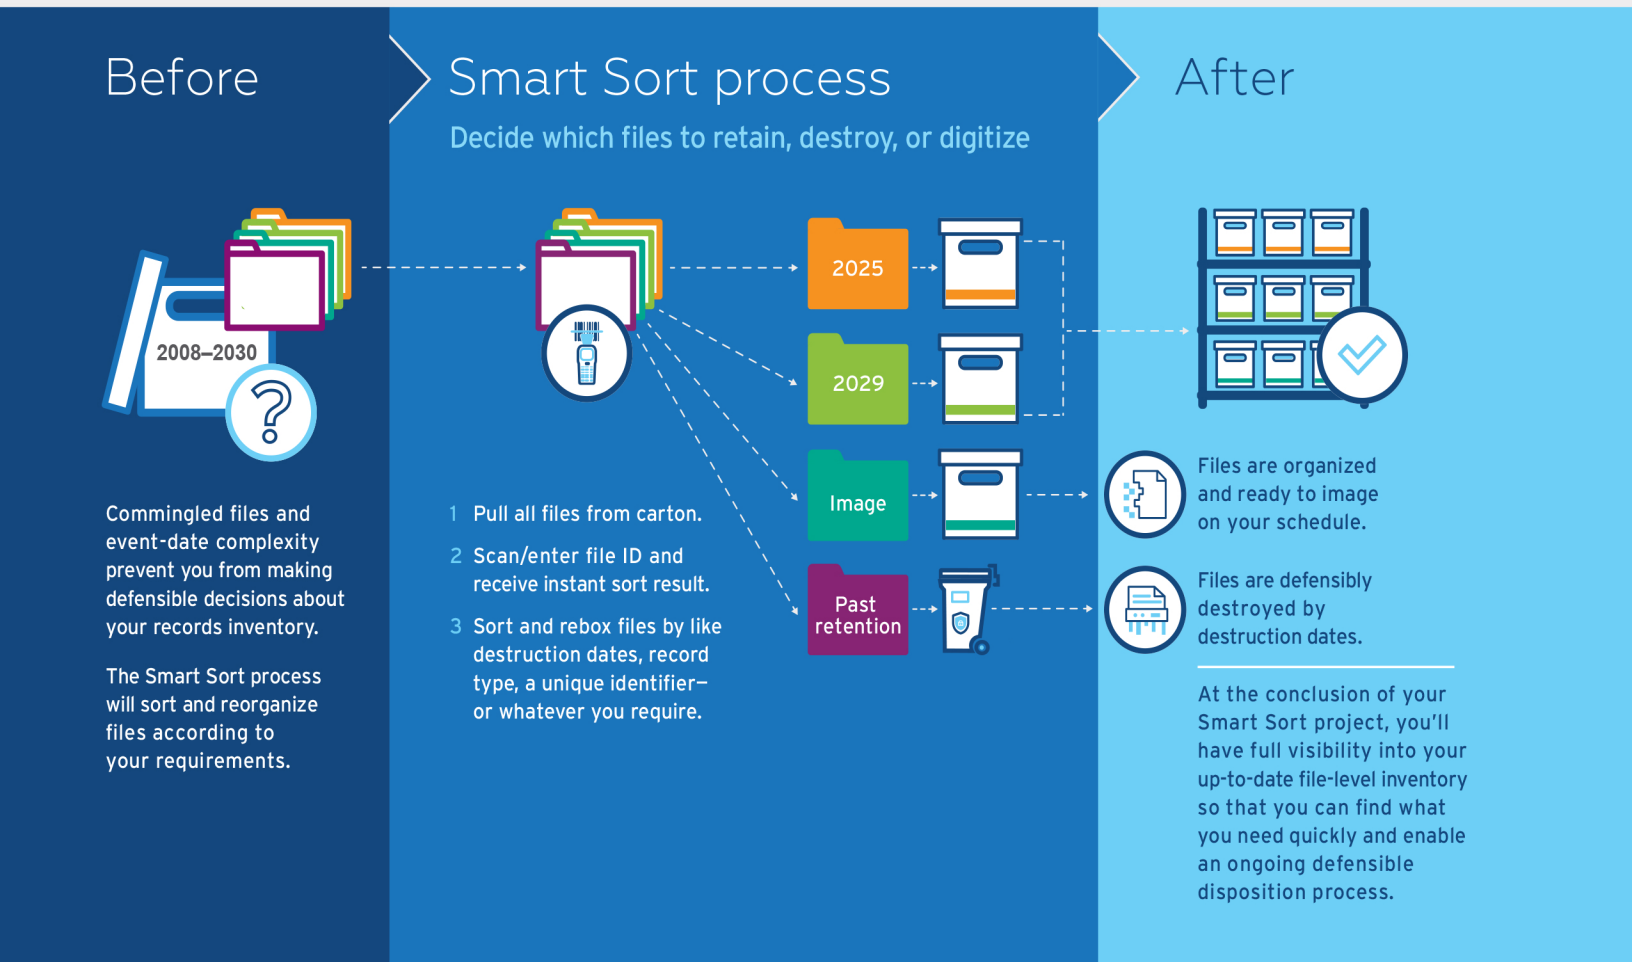 Before
2008–2030
Commingled files and
event-date complexity
prevent you from making
defensible decisions about
your records inventory.
The Smart Sort process
will sort and reorganize
files according to
your requirements.
Smart Sort process
Decide which files to retain, destroy, or digitize
1 Pull all files from carton.
2 Scan/enter file ID and
receive instant sort result.
3 Sort and rebox files by like
destruction dates, record
type, a unique identifier—
or whatever you require.
2025
2029
Image
Past
retention
After
Files are organized
and ready to image
on your schedule.
Files are defensibly
destroyed by
destruction dates.
At the conclusion of your
Smart Sort project, you’ll
have full visibility into your
up-to-date file-level inventory
so that you can find what
you need quickly and enable
an ongoing defensible
disposition process.